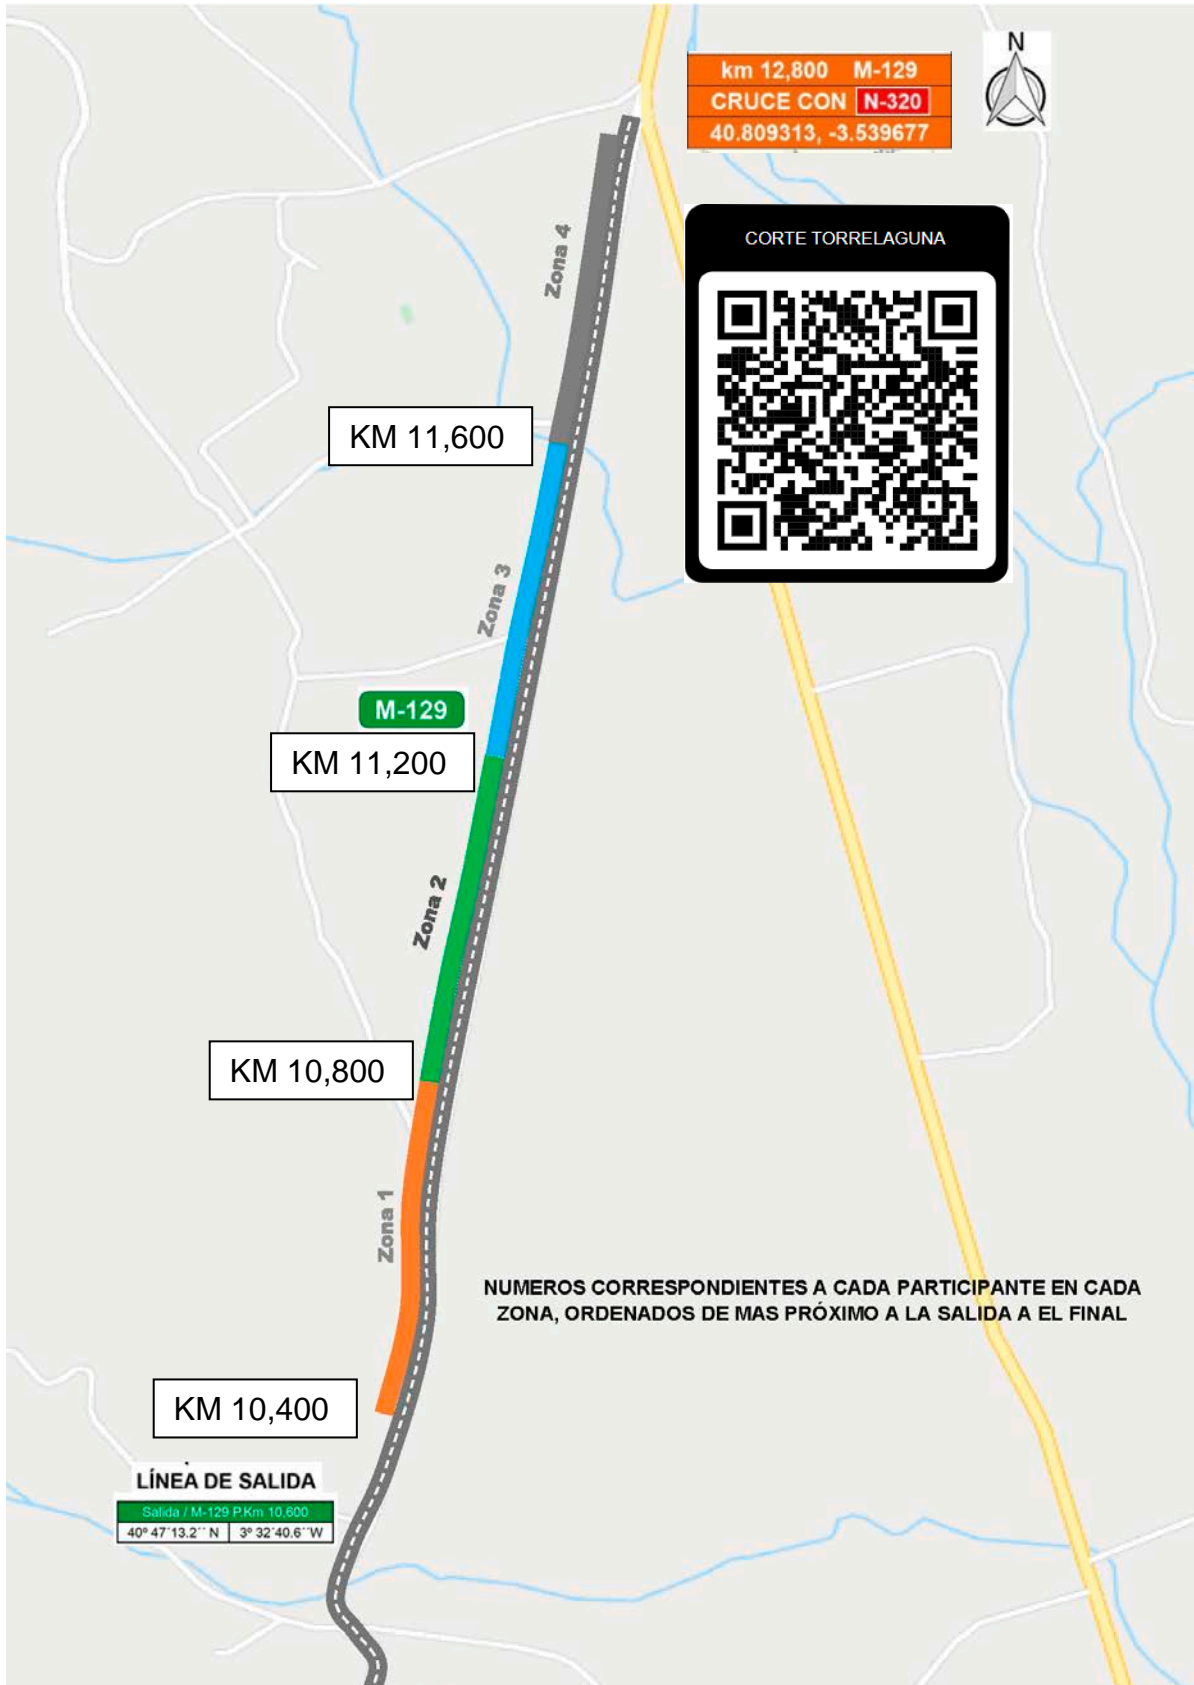 N
km 12,800 M-129
CRUCE CON N-320
40.809313, -3.539677
CORTE TORRELAGUNA
Zona 4
KM 11,600
Zona 3
M-129
KM 11,200
Zona 2
KM 10,800
Zona 1
NUMEROS CORRESPONDIENTES A CADA PARTICIPANTE EN CADA
ZONA, ORDENADOS DE MAS PRÓXIMO A LA SALIDA A EL FINAL
KM 10,400
LÍNEA DE SALIDA
Salida / M-129 P.Km 10,600
40º 47´13.2´´ N 3º 32´40.6´´W